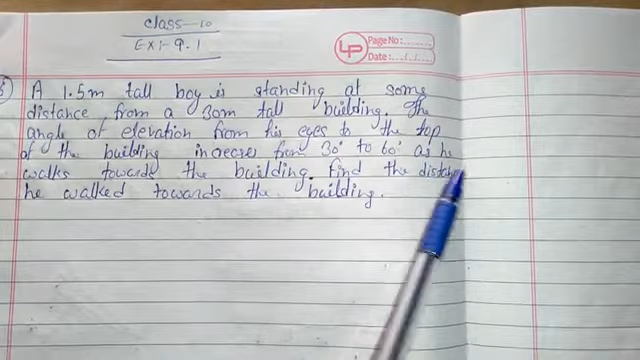 Class-10
Ex:- 9.1
LP
Page No:
Date:
A 1.5m tall boy is standing at some
distance from a 30m tall building. The
angle of elevation from his eyes to the top
of the building increeses from 30° to 60° as he
walks towards the building. Find the distance
he walked towards the building.